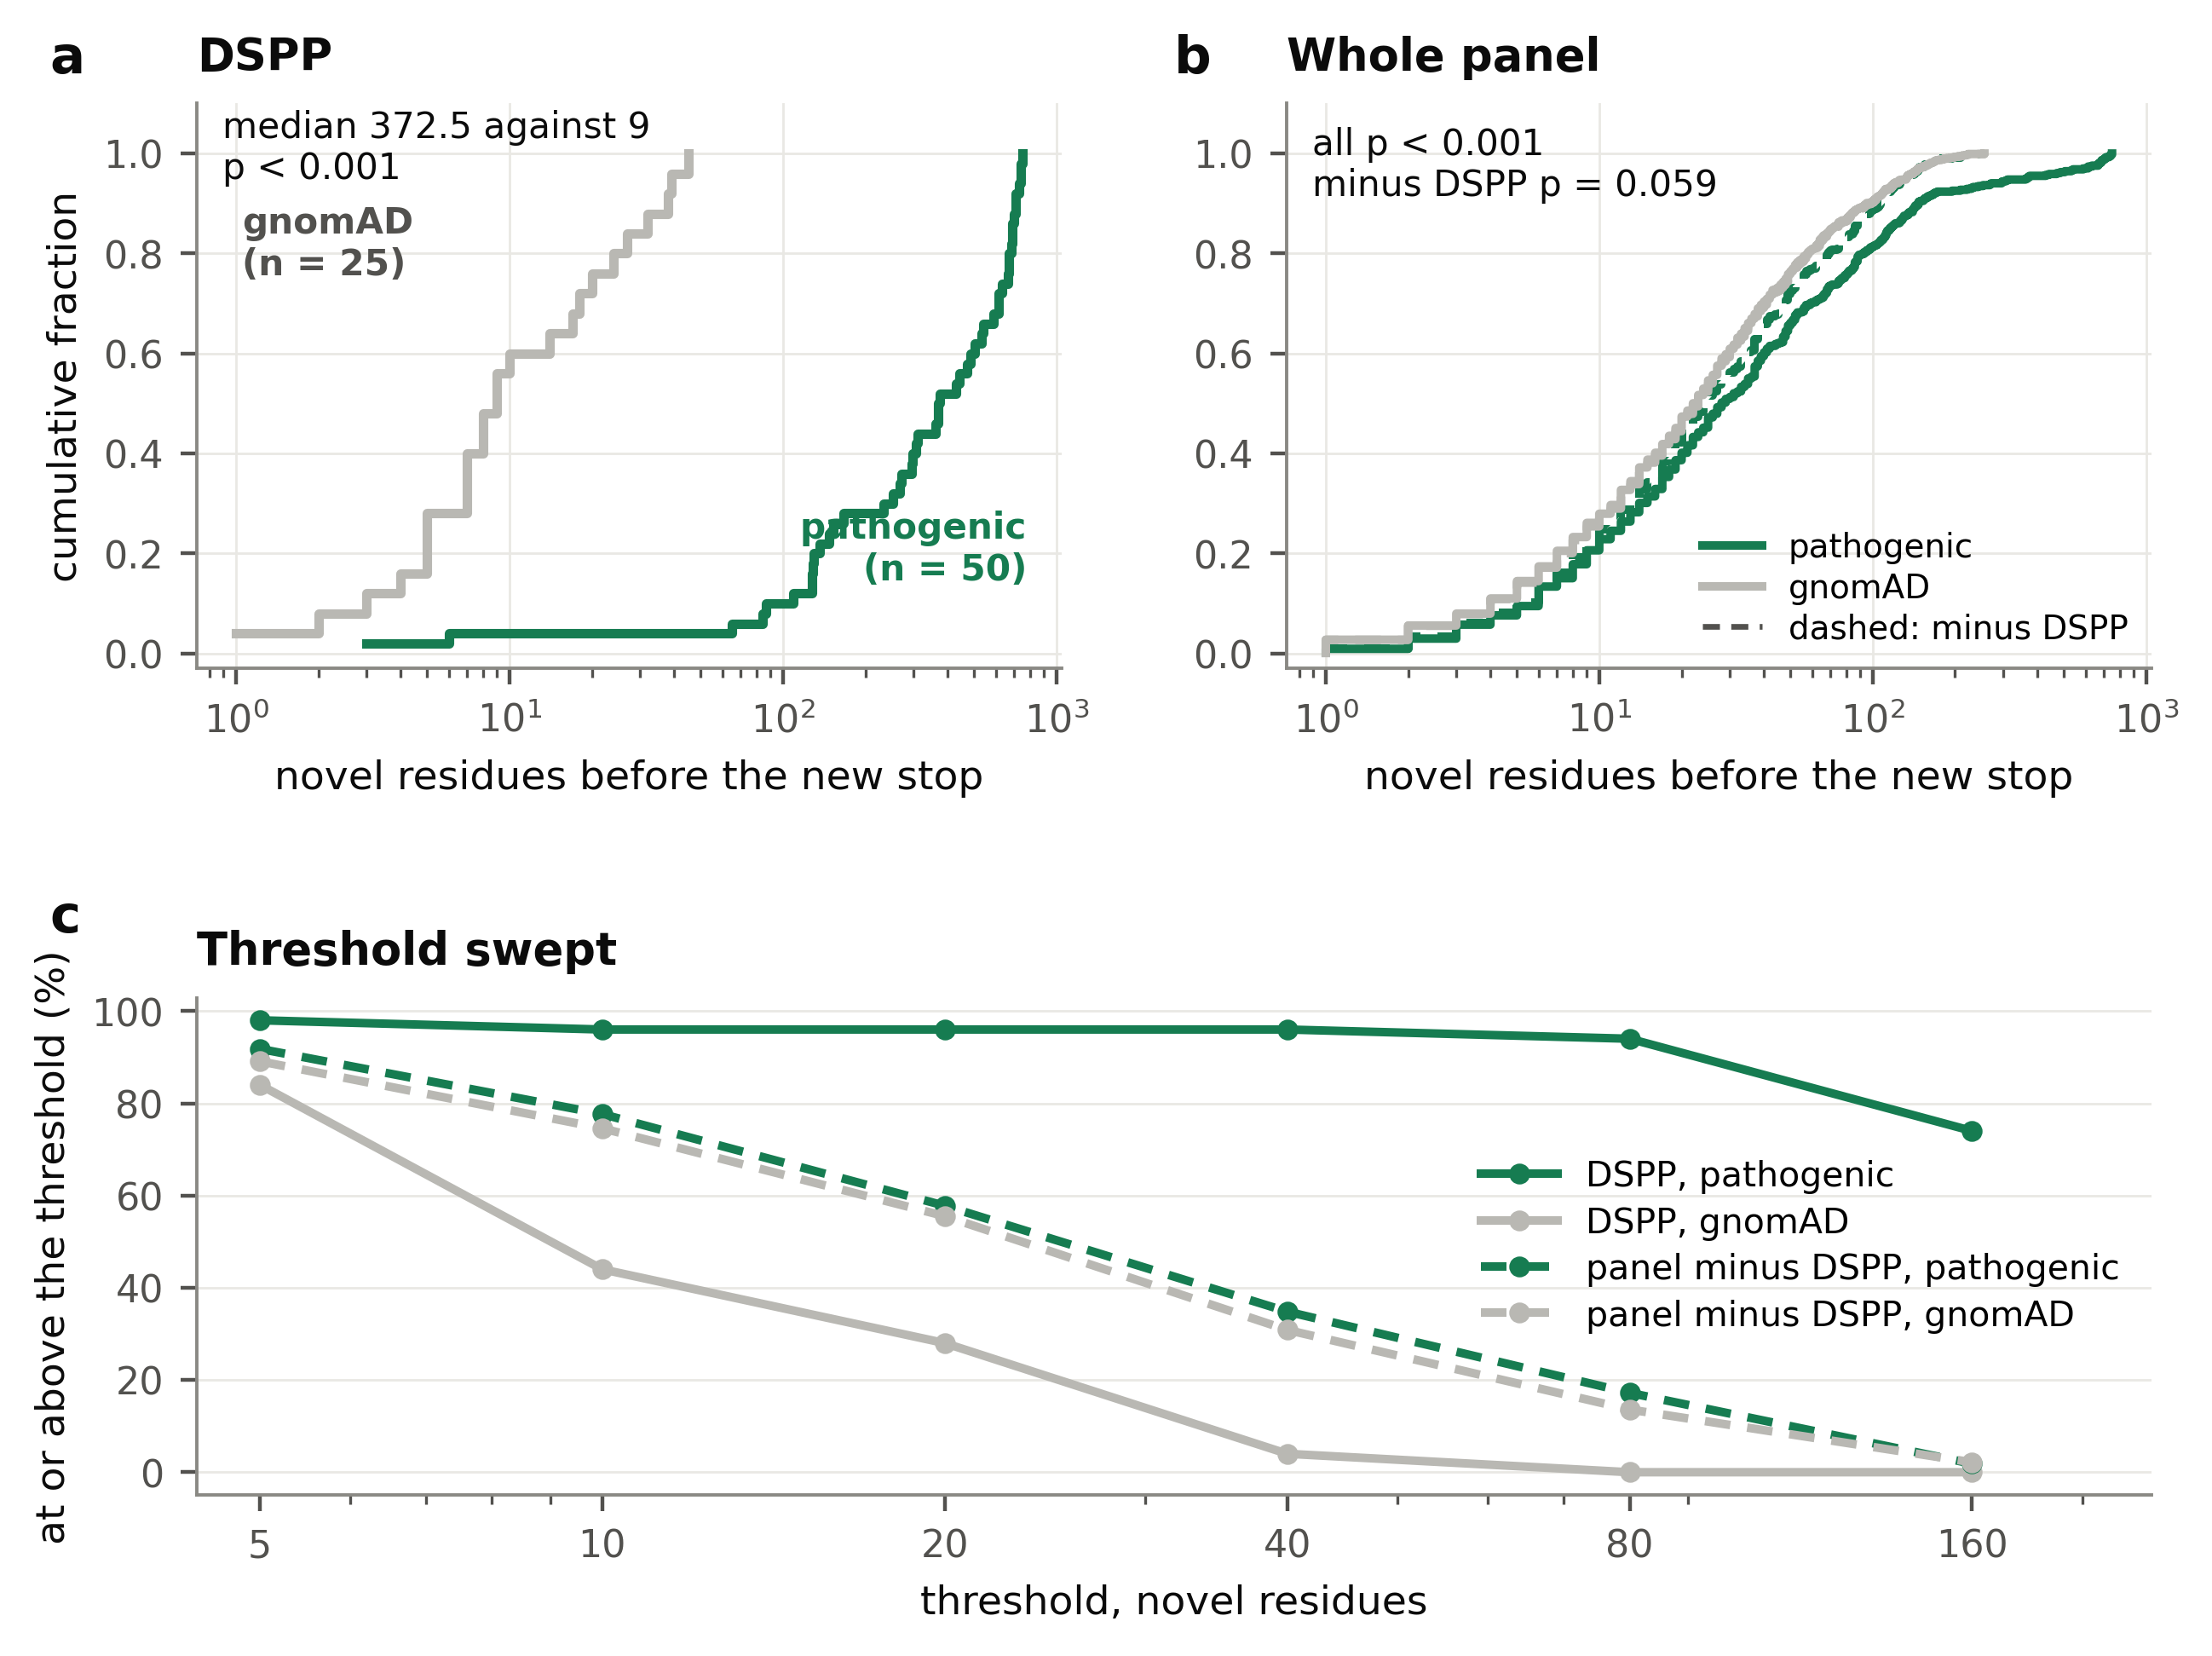 a
DSPP
median 372.5 against 9
p < 0.001
gnomAD
(n = 25)
pathogenic
(n = 50)
cumulative fraction
1.0
0.8
0.6
0.4
0.2
0.0
10⁰
10¹
10²
10³
novel residues before the new stop
b
Whole panel
all p < 0.001
minus DSPP p = 0.059
1.0
0.8
0.6
0.4
0.2
0.0
pathogenic
gnomAD
dashed: minus DSPP
10⁰
10¹
10²
10³
novel residues before the new stop
c
Threshold swept
at or above the threshold (%)
100
80
60
40
20
0
DSPP, pathogenic
DSPP, gnomAD
panel minus DSPP, pathogenic
panel minus DSPP, gnomAD
5
10
20
40
80
160
threshold, novel residues